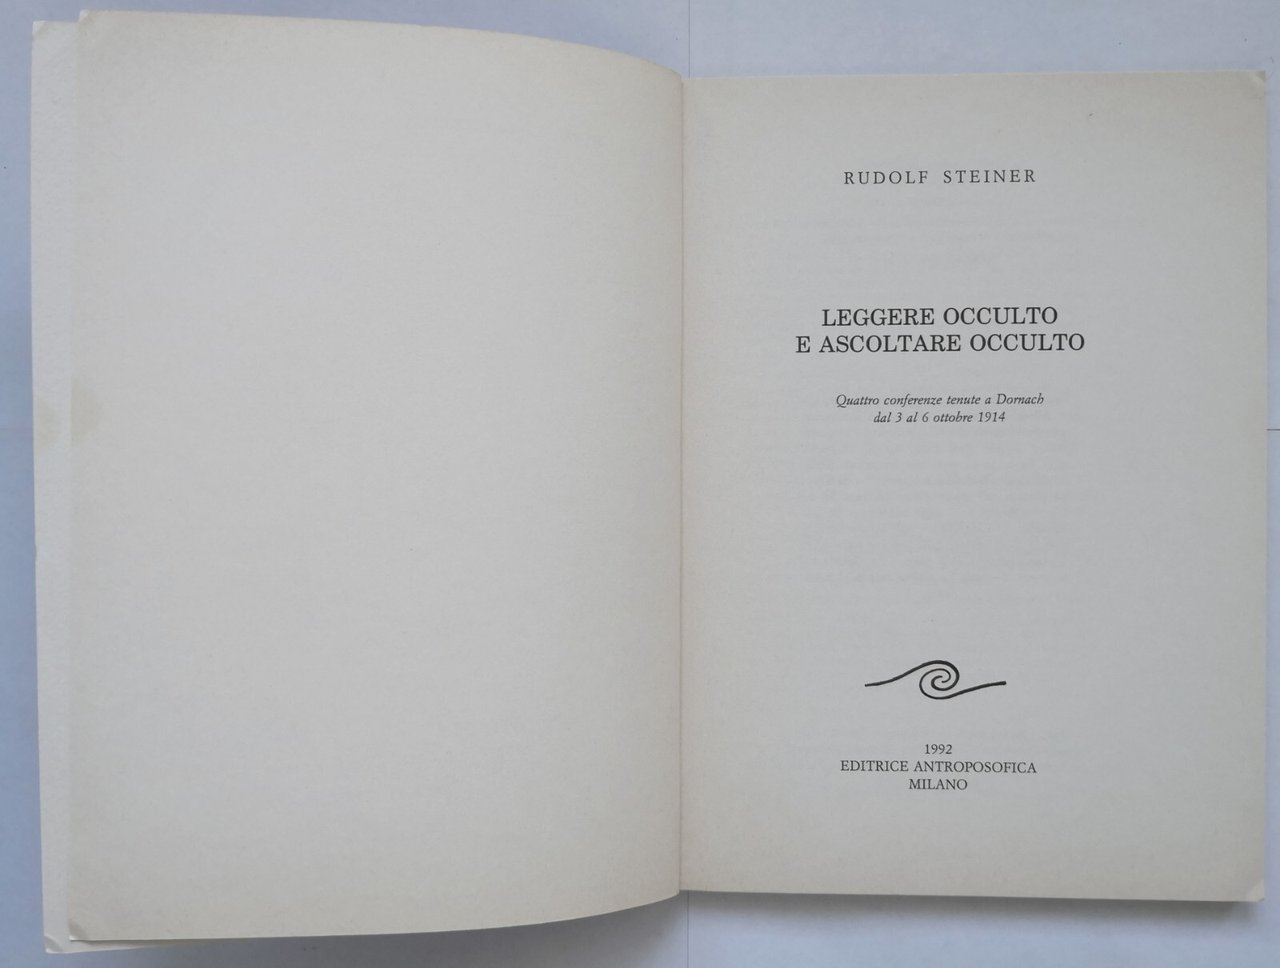 RUDOLF STEINER
LEGGERE OCCULTO
E ASCOLTARE OCCULTO
Quattro conferenze tenute a Dornach
dal 3 al 6 ottobre 1914
1992
EDITRICE ANTROPOSOFICA
MILANO